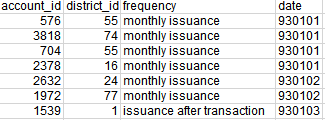 account_id district_id frequency date
576 55 monthly issuance 930101
3818 74 monthly issuance 930101
704 55 monthly issuance 930101
2378 16 monthly issuance 930101
2632 24 monthly issuance 930102
1972 77 monthly issuance 930102
1539 1 issuance after transaction 930103